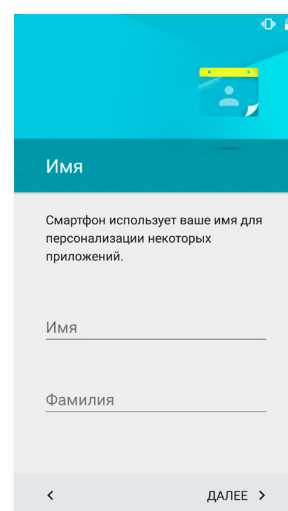 Имя
Смартфон использует ваше имя для
персонализации некоторых
приложений.
Имя
Фамилия
ДАЛЕЕ